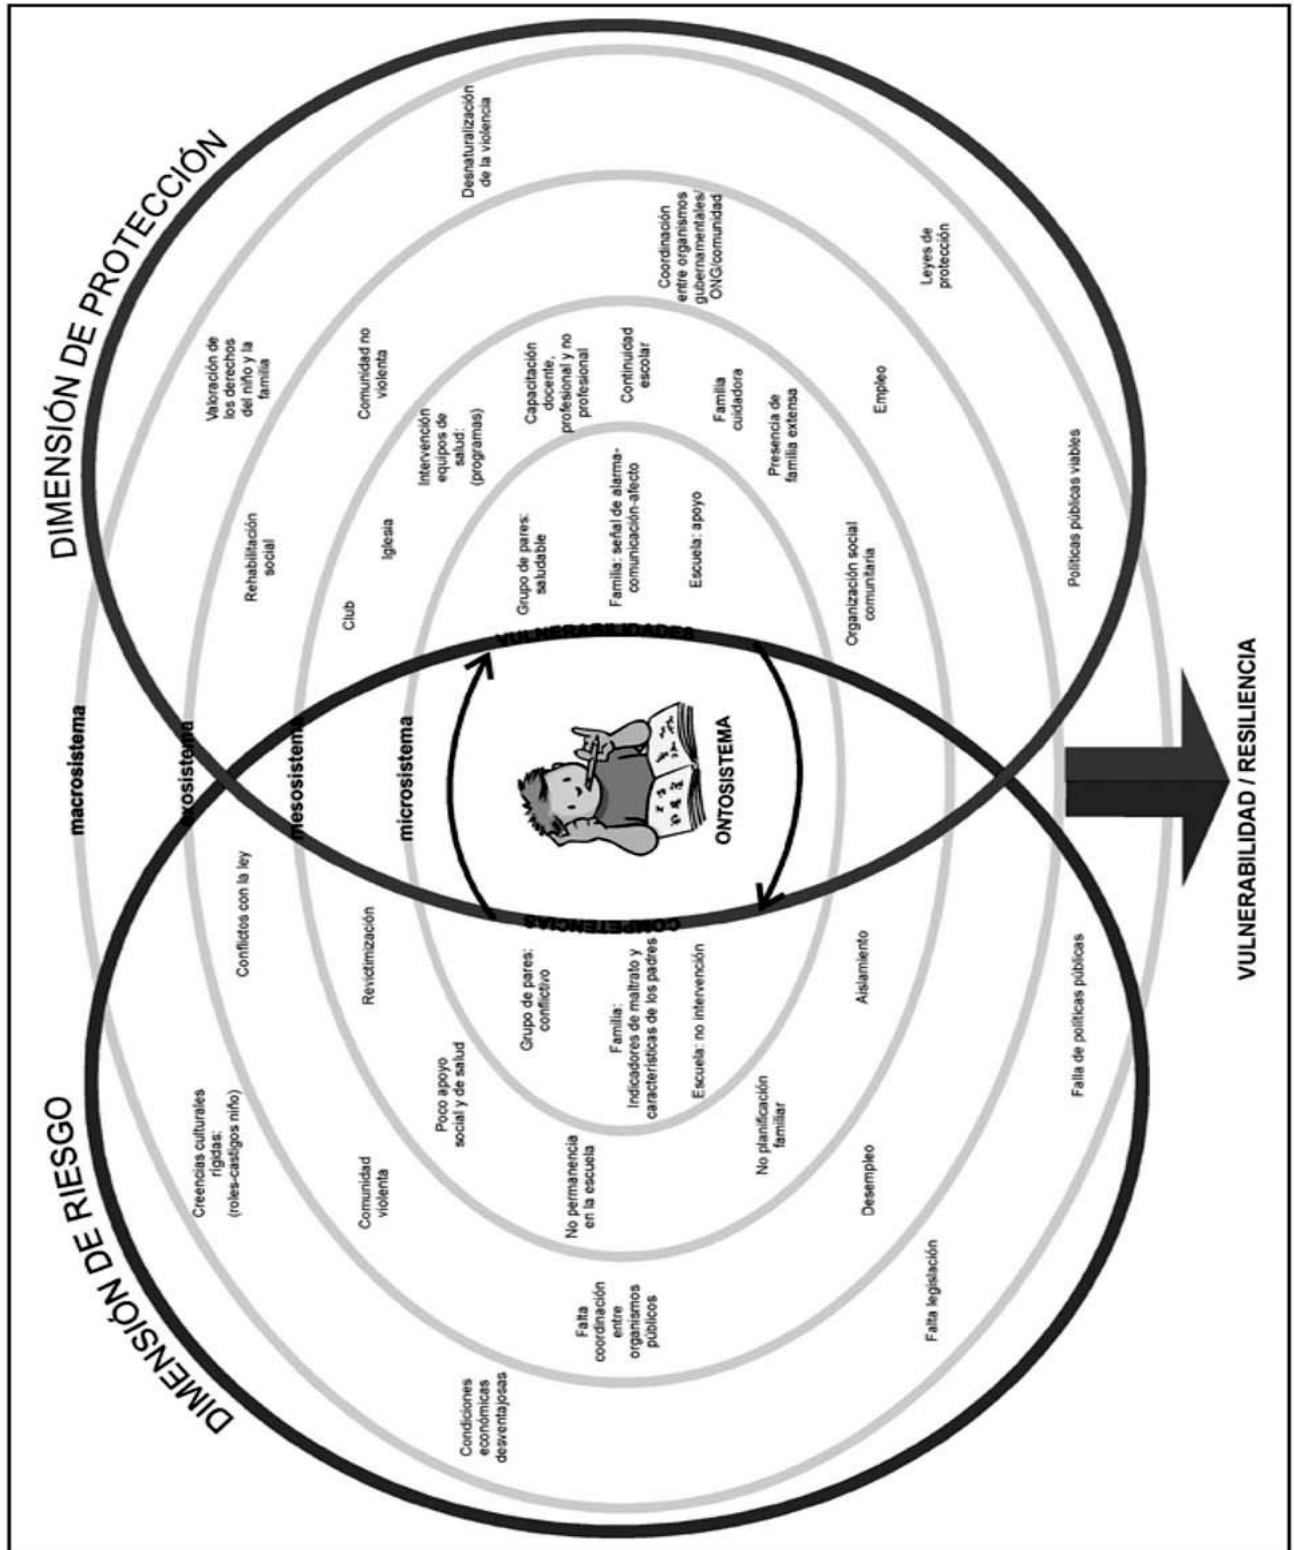 DIMENSIÓN DE RIESGO
DIMENSIÓN DE PROTECCIÓN
macrosistema
exosistema
mesosistema
microsistema
Creencias culturales
rígidas:
(roles-castigos niño)
Conflictos con la ley
Comunidad
violenta
Revictimización
Poco apoyo
social y de salud
Condiciones
económicas
desventajosas
Falta
coordinación
entre
organismos
públicos
No permanencia
en la escuela
Grupo de pares:
conflictivo
Familia:
Indicadores de maltrato y
características de los padres
Escuela: no intervención
No planificación
familiar
Aislamiento
Desempleo
Falta legislación
Falla de políticas públicas
COMPETENCIAS
ONTOSISTEMA
VULNERABILIDADES
Rehabilitación
social
Valoración de
los derechos
del niño y la
familia
Club
Iglesia
Comunidad no
violenta
Intervención
equipos de
salud:
(programas)
Desnaturalización
de la violencia
Grupo de pares:
saludable
Capacitación
docente,
profesional y no
profesional
Familia: señal de alarma-
comunicación-afecto
Continuidad
escolar
Coordinación
entre organismos
gubernamentales/
ONG/comunidad
Escuela: apoyo
Familia
cuidadora
Presencia de
familia extensa
Organización social
comunitaria
Empleo
Leyes de
protección
Políticas públicas viables
VULNERABILIDAD / RESILIENCIA